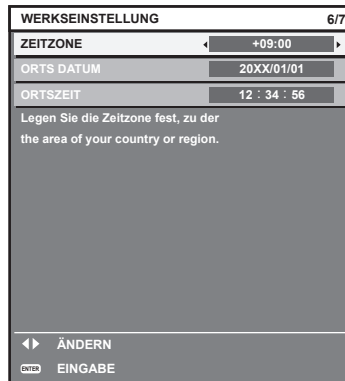 WERKSEINSTELLUNG 6/7
ZEITZONE +09:00
ORTS DATUM 20XX/01/01
ORTSZEIT 12 : 34 : 56
Legen Sie die Zeitzone fest, zu der
the area of your country or region.
ÄNDERN
ENTER EINGABE